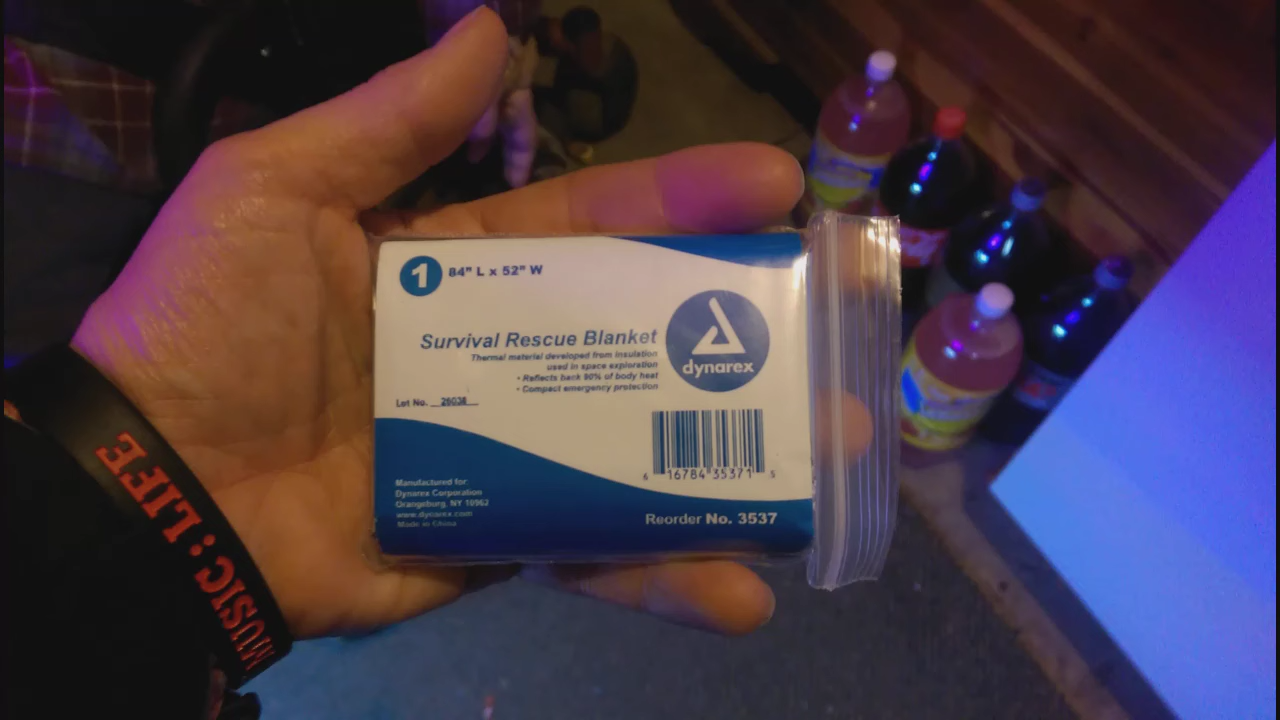 1 84" L x 52" W
Survival Rescue Blanket
Thermal material developed from insulation
used in space exploration
• Reflects back 90% of body heat
• Compact emergency protection
dynarex
Lot No. 26036
6 16784 35371 5
Manufactured for
Dynarex Corporation
Orangeburg, NY 10962
www.dynarex.com
Made in China
Reorder No. 3537
MUSIC:LIFE